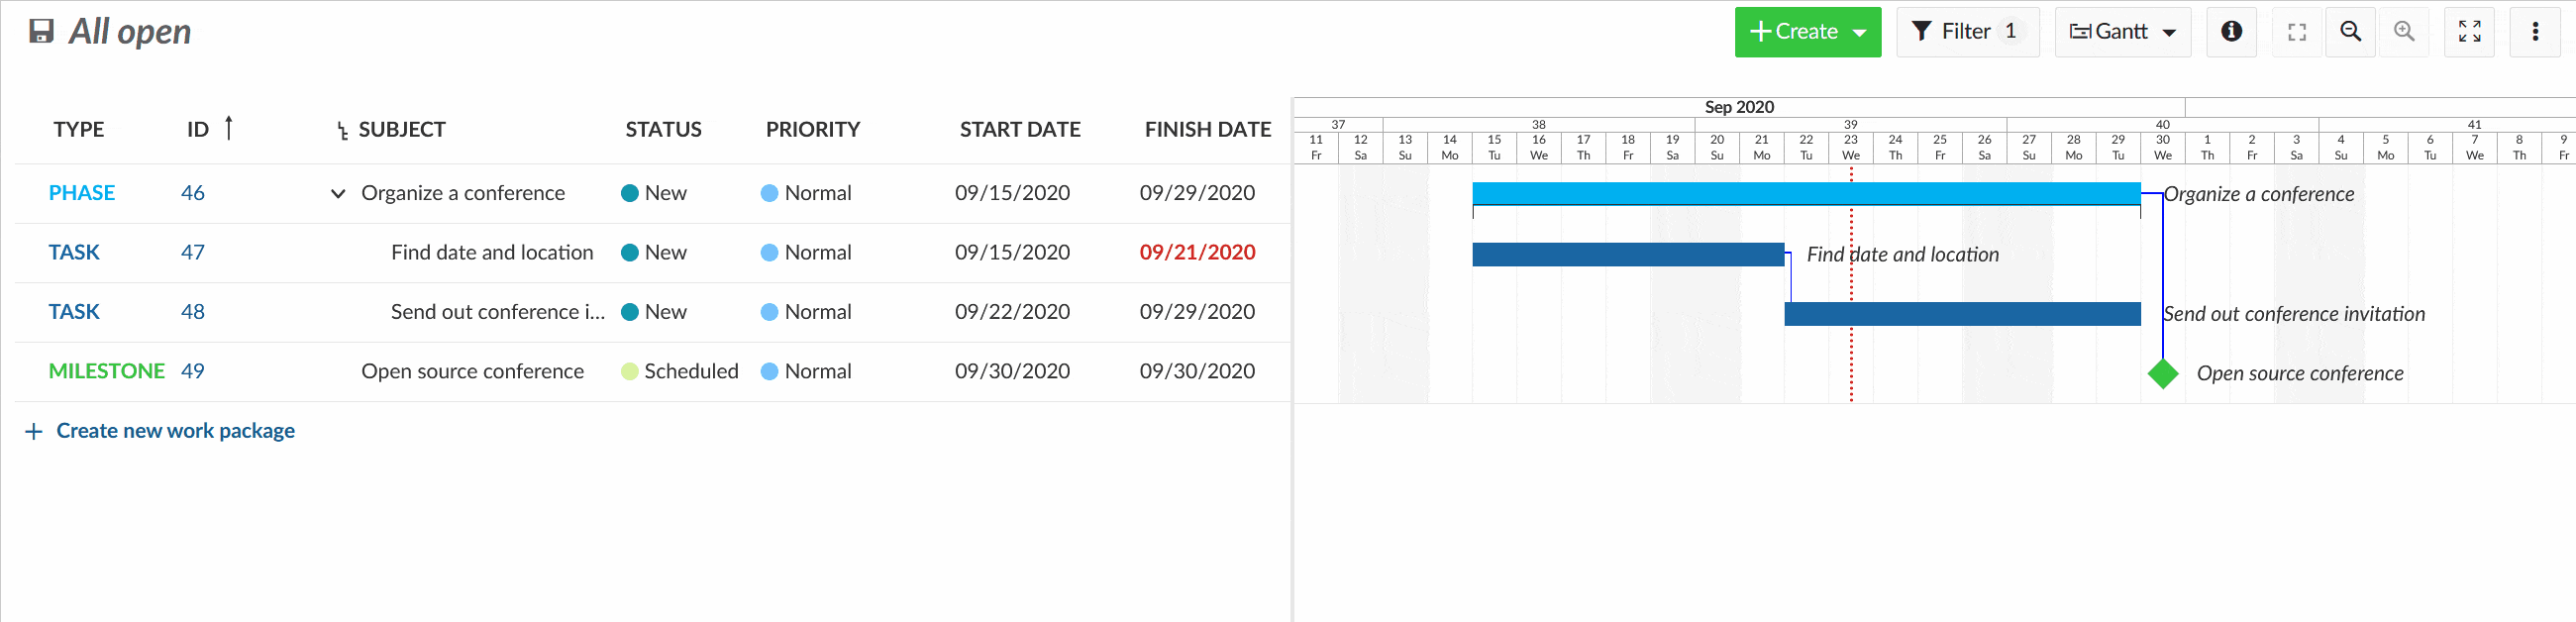 All open
Create
Filter 1
Gantt
TYPE ID SUBJECT STATUS PRIORITY START DATE FINISH DATE
Sep 2020
37 38 39 40 41
11 12 13 14 15 16 17 18 19 20 21 22 23 24 25 26 27 28 29 30 1 2 3 4 5 6 7 8 9
Fr Sa Su Mo Tu We Th Fr Sa Su Mo Tu We Th Fr Sa Su Mo Tu We Th Fr Sa Su Mo Tu We Th Fr
PHASE 46 Organize a conference New Normal 09/15/2020 09/29/2020 Organize a conference
TASK 47 Find date and location New Normal 09/15/2020 09/21/2020 Find date and location
TASK 48 Send out conference i... New Normal 09/22/2020 09/29/2020 Send out conference invitation
MILESTONE 49 Open source conference Scheduled Normal 09/30/2020 09/30/2020 Open source conference
+ Create new work package